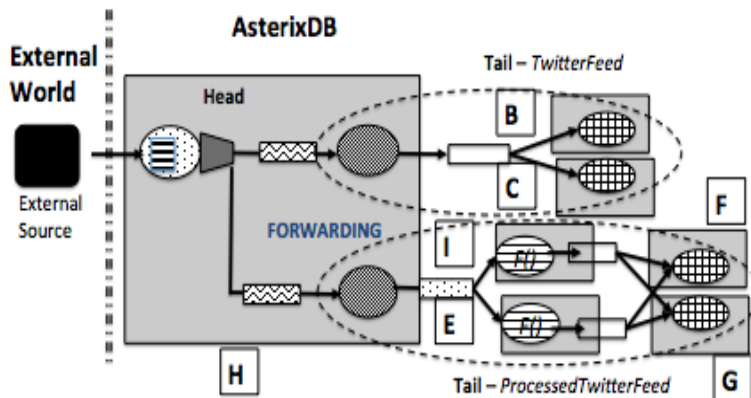 AsterixDB
External
World
Tail – TwitterFeed
Head
B
C
External
Source
F
FORWARDING
I
F()
E
F()
H
G
Tail – ProcessedTwitterFeed